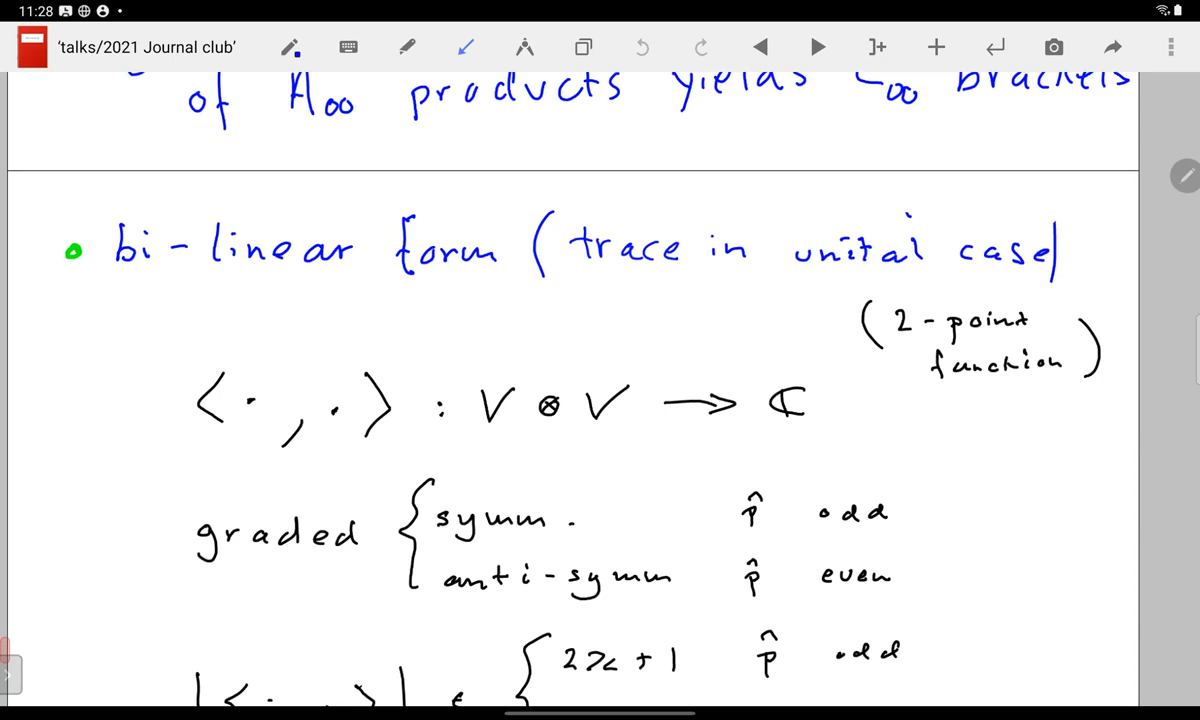 11:28
'talks/2021 Journal club'
of A∞ products yields L∞ brackets
bi-linear form (trace in unital case)
(2-point function)
< · , · > : V ⊗ V → ℂ
graded { symm. p̂ odd
anti-symm p̂ even
|< · , · >| ∈ { 2ℤ + 1 p̂ odd